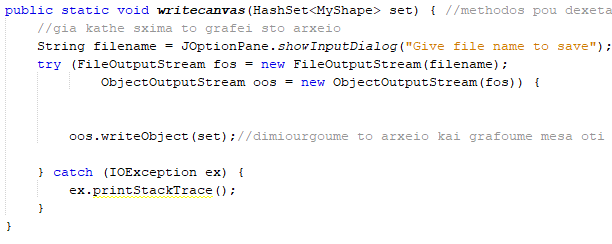 public static void writecanvas(HashSet<MyShape> set) { //methodos pou dexeta
//gia kathe sxima to grafei sto arxeio
String filename = JOptionPane.showInputDialog("Give file name to save");
try (FileOutputStream fos = new FileOutputStream(filename);
ObjectOutputStream oos = new ObjectOutputStream(fos)) {
oos.writeObject(set);//dimiourgoume to arxeio kai grafoume mesa oti
} catch (IOException ex) {
ex.printStackTrace();
}
}